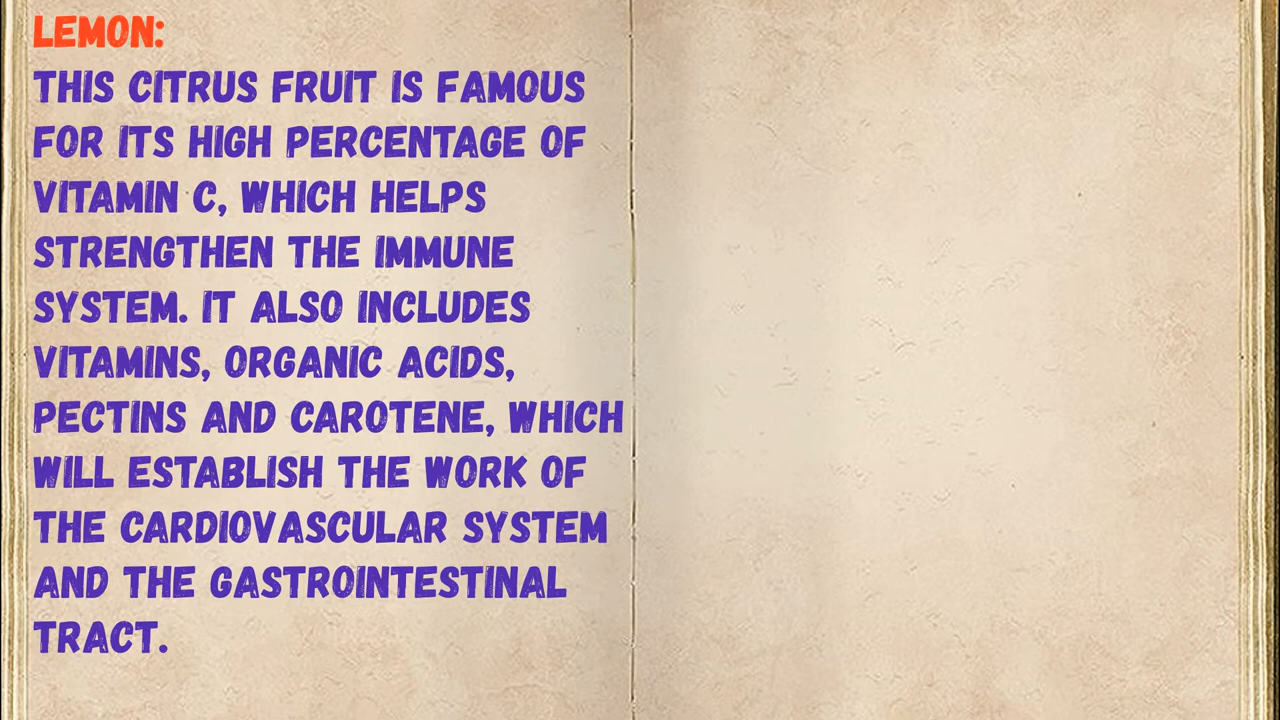 LEMON:
THIS CITRUS FRUIT IS FAMOUS
FOR ITS HIGH PERCENTAGE OF
VITAMIN C, WHICH HELPS
STRENGTHEN THE IMMUNE
SYSTEM. IT ALSO INCLUDES
VITAMINS, ORGANIC ACIDS,
PECTINS AND CAROTENE, WHICH
WILL ESTABLISH THE WORK OF
THE CARDIOVASCULAR SYSTEM
AND THE GASTROINTESTINAL
TRACT.